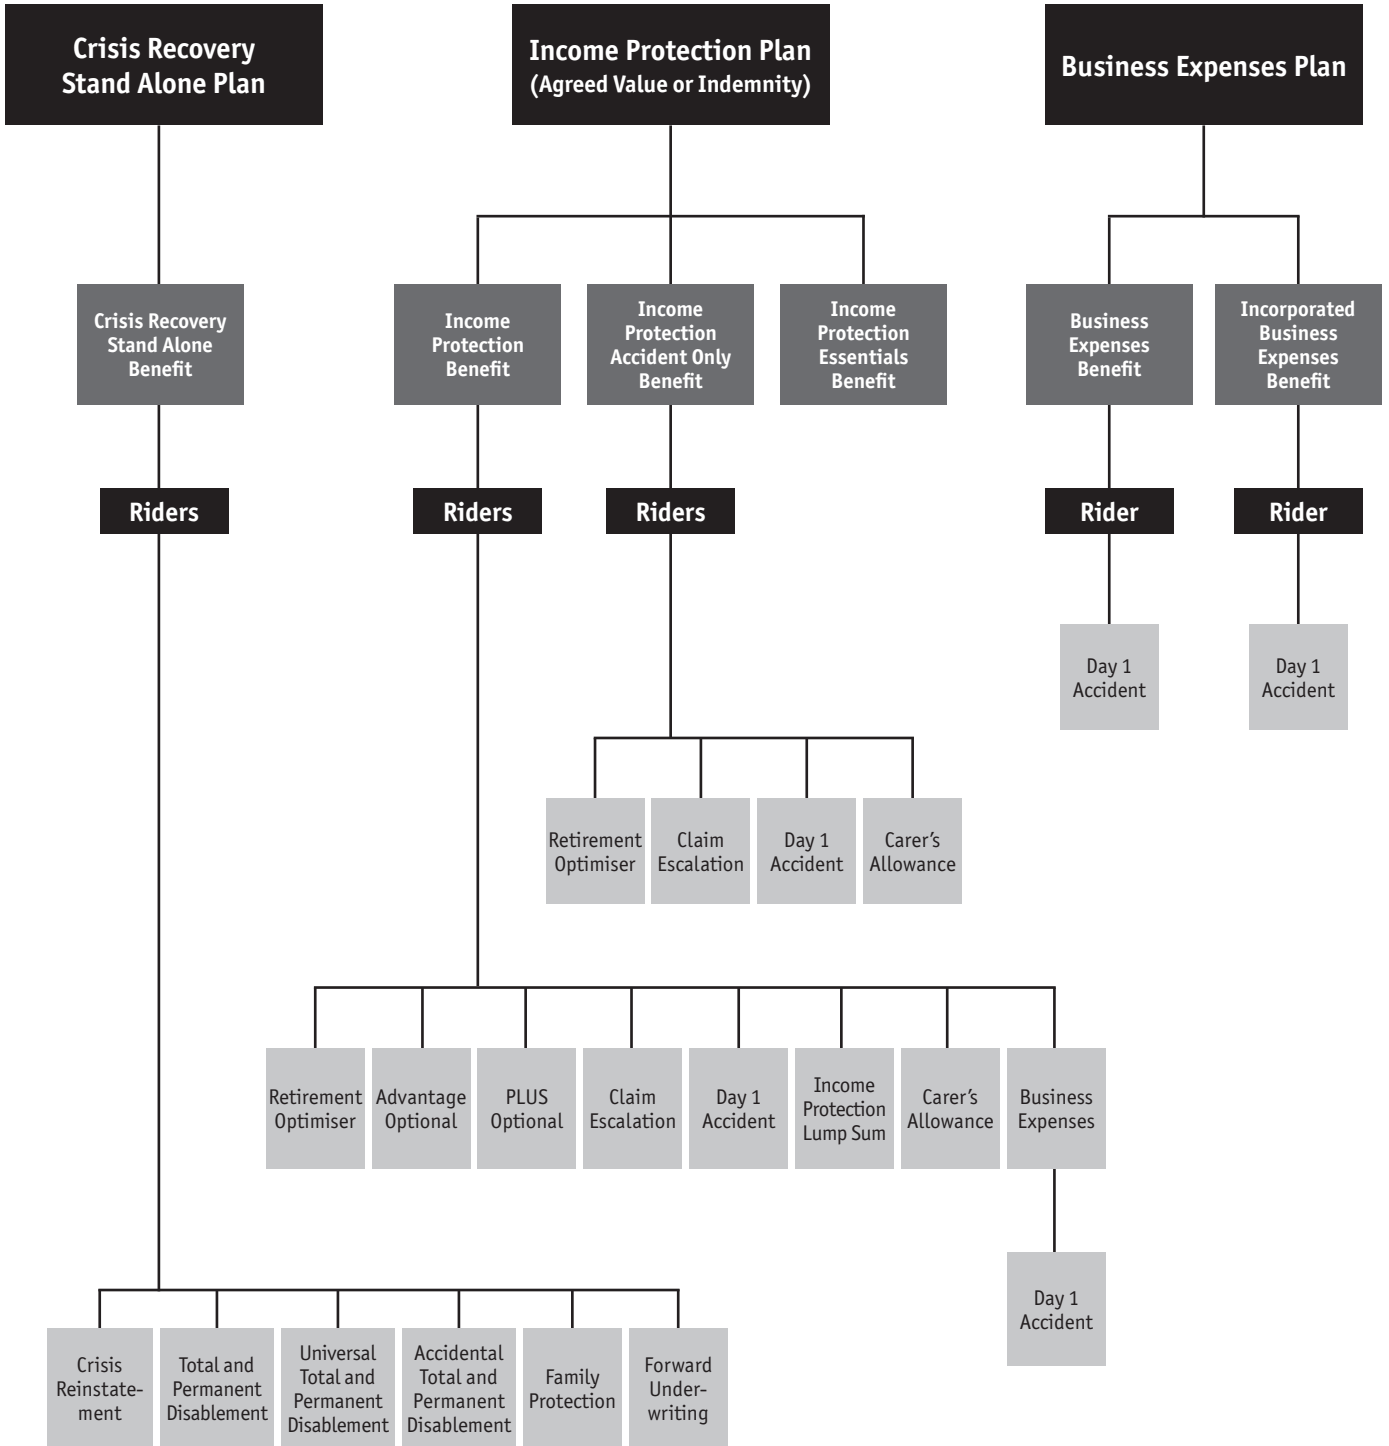 Crisis Recovery
Stand Alone Plan
Income Protection Plan
(Agreed Value or Indemnity)
Business Expenses Plan
Crisis Recovery
Stand Alone
Benefit
Income
Protection
Benefit
Income
Protection
Accident Only
Benefit
Income
Protection
Essentials
Benefit
Business
Expenses
Benefit
Incorporated
Business
Expenses
Benefit
Riders
Riders
Riders
Rider
Rider
Day 1
Accident
Day 1
Accident
Retirement
Optimiser
Claim
Escalation
Day 1
Accident
Carer’s
Allowance
Retirement
Optimiser
Advantage
Optional
PLUS
Optional
Claim
Escalation
Day 1
Accident
Income
Protection
Lump Sum
Carer’s
Allowance
Business
Expenses
Day 1
Accident
Crisis
Reinstate-
ment
Total and
Permanent
Disablement
Universal
Total and
Permanent
Disablement
Accidental
Total and
Permanent
Disablement
Family
Protection
Forward
Under-
writing